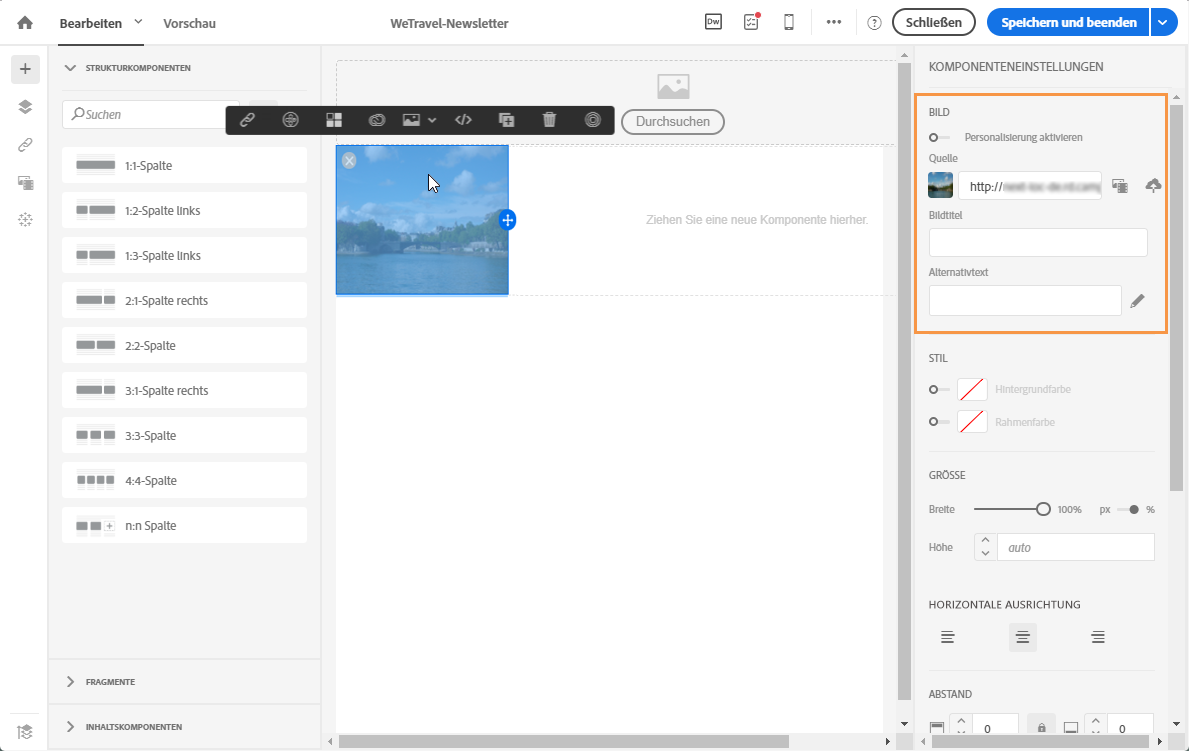 Bearbeiten
Vorschau
WeTravel-Newsletter
Dw
?
Schließen
Speichern und beenden
STRUKTURKOMPONENTEN
Suchen
1:1-Spalte
1:2-Spalte links
1:3-Spalte links
2:1-Spalte rechts
2:2-Spalte
3:1-Spalte rechts
3:3-Spalte
4:4-Spalte
n:n Spalte
FRAGMENTE
INHALTSKOMPONENTEN
Durchsuchen
Ziehen Sie eine neue Komponente hierher.
KOMPONENTENEINSTELLUNGEN
BILD
Personalisierung aktivieren
Quelle
http://
Bildtitel
Alternativtext
STIL
Hintergrundfarbe
Rahmenfarbe
GRÖSSE
Breite 100% px %
Höhe auto
HORIZONTALE AUSRICHTUNG
ABSTAND
0 0